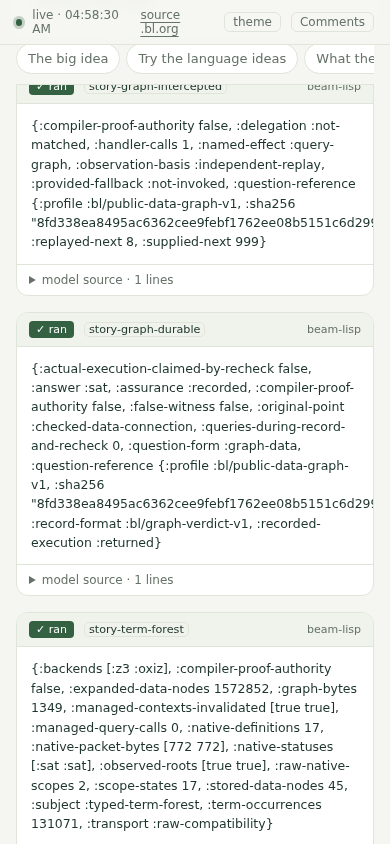 live · 04:58:30 AM
source .bl.org
theme
Comments
The big idea
Try the language ideas
What the
✓ ran
story-graph-intercepted
beam-lisp
{:compiler-proof-authority false, :delegation :not-
matched, :handler-calls 1, :named-effect :query-
graph, :observation-basis :independent-replay,
:provided-fallback :not-invoked, :question-reference
{:profile :bl/public-data-graph-v1, :sha256
"8fd338ea8495ac6362cee9febf1762ee08b5151c6d299
:replayed-next 8, :supplied-next 999}
▶ model source · 1 lines
✓ ran
story-graph-durable
beam-lisp
{:actual-execution-claimed-by-recheck false,
:answer :sat, :assurance :recorded, :compiler-proof-
authority false, :false-witness false, :original-point
:checked-data-connection, :queries-during-record-
and-recheck 0, :question-form :graph-data,
:question-reference {:profile :bl/public-data-graph-
v1, :sha256
"8fd338ea8495ac6362cee9febf1762ee08b5151c6d299
:record-format :bl/graph-verdict-v1, :recorded-
execution :returned}
▶ model source · 1 lines
✓ ran
story-term-forest
beam-lisp
{:backends [:z3 :oxiz], :compiler-proof-authority
false, :expanded-data-nodes 1572852, :graph-bytes
1349, :managed-contexts-invalidated [true true],
:managed-query-calls 0, :native-definitions 17,
:native-packet-bytes [772 772], :native-statuses
[:sat :sat], :observed-roots [true true], :raw-native-
scopes 2, :scope-states 17, :stored-data-nodes 45,
:subject :typed-term-forest, :term-occurrences
131071, :transport :raw-compatibility}